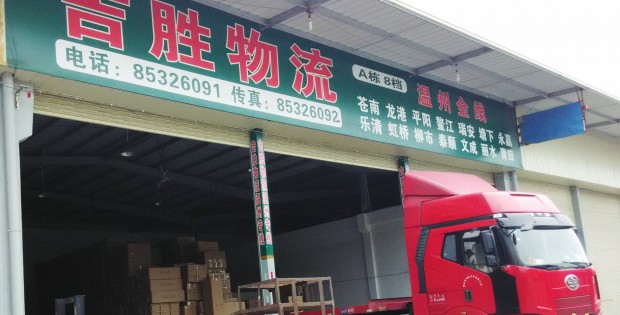 吉胜物流
电话：85326091 传真：85326092
A栋 8档
温州全线
苍南 龙港 平阳 鳌江 瑞安 塘下 永嘉
乐清 虹桥 柳市 泰顺 文成 丽水 青田